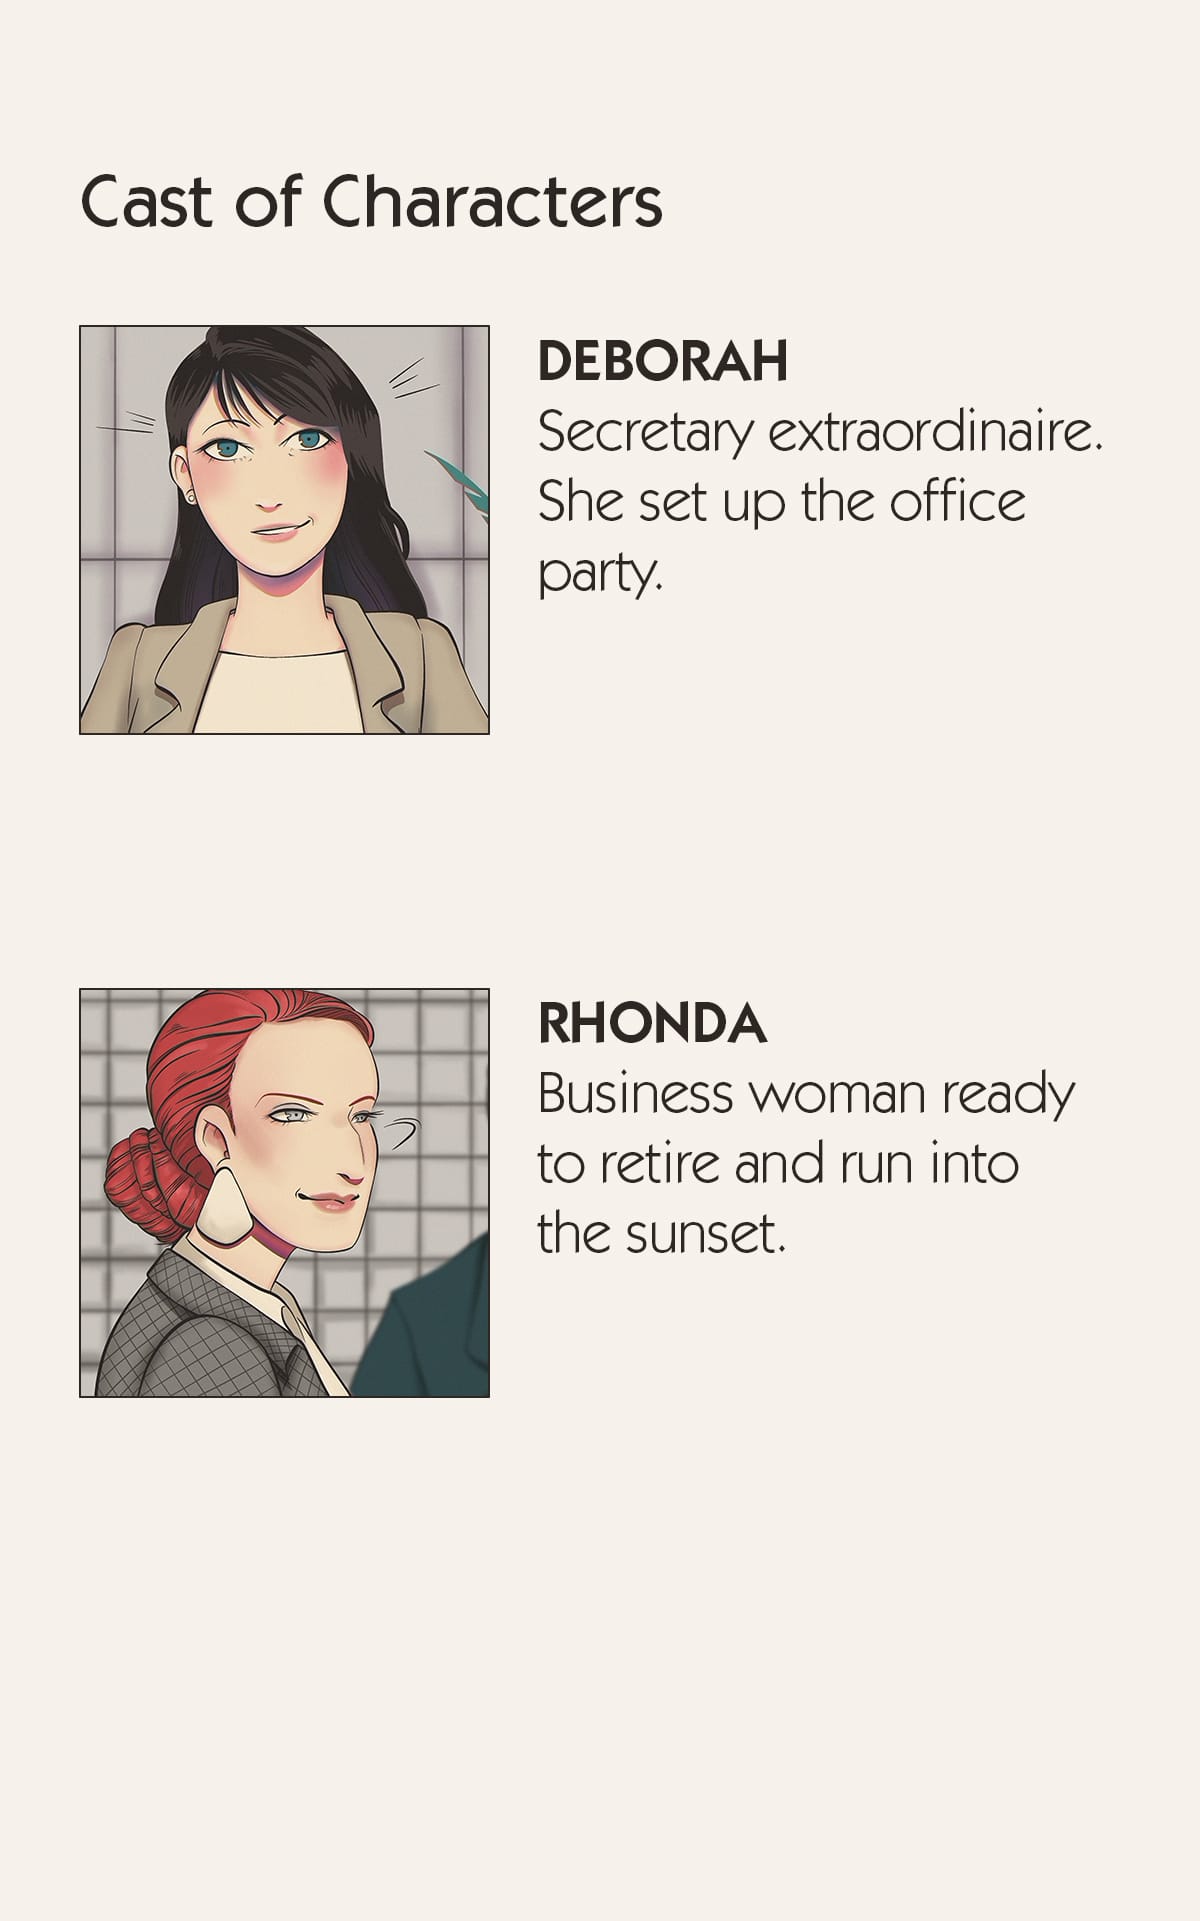 Cast of Characters
DEBORAH
Secretary extraordinaire.
She set up the office
party.
RHONDA
Business woman ready
to retire and run into
the sunset.